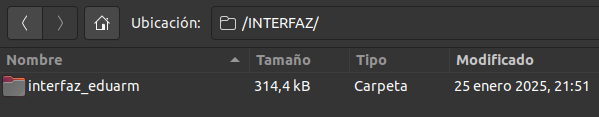 Ubicación: /INTERFAZ/
Nombre Tamaño Tipo Modificado
interfaz_eduarm 314,4 kB Carpeta 25 enero 2025, 21:51